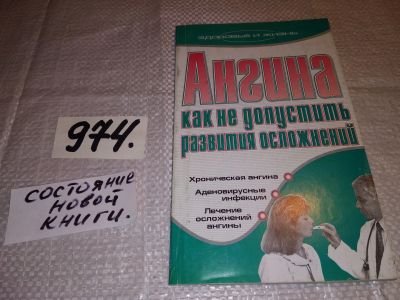 974.
СОСТОЯНИЕ
НОВОЙ
КНИГИ.
здоровье и жизнь
Ангина
как не допустить
развития осложнений
Хроническая ангина
Аденовирусные
инфекции
Лечение
осложнений
ангины